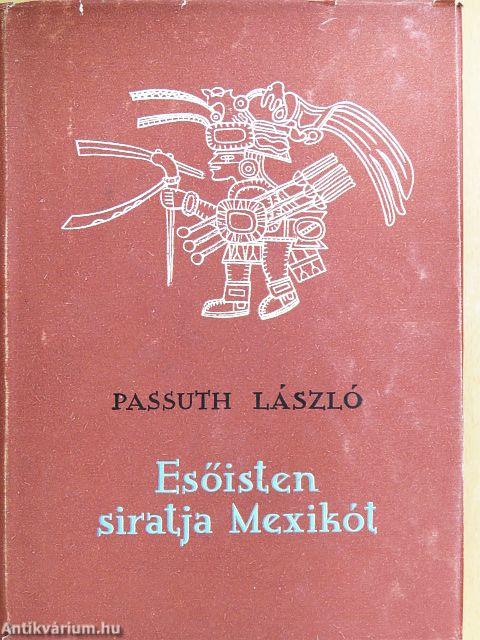 PASSUTH LÁSZLÓ
Esőisten
siratja Mexikót
Antikvárium.hu